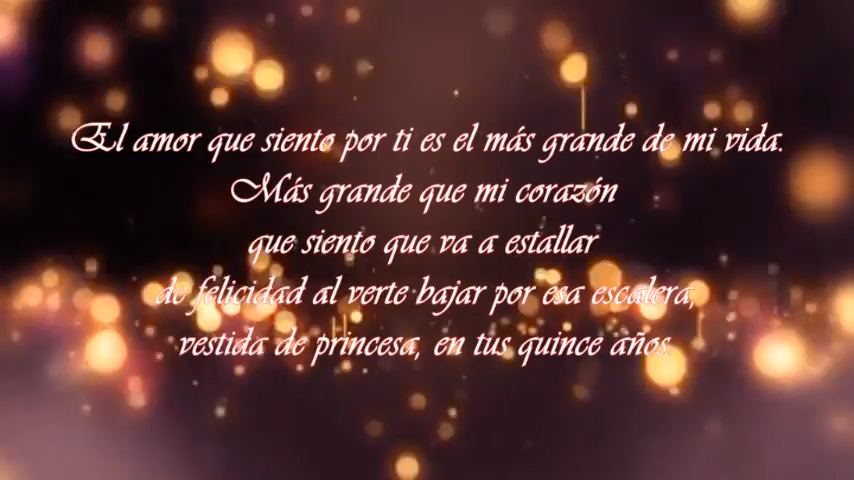 El amor que siento por ti es el más grande de mi vida.
Más grande que mi corazón
que siento que va a estallar
de felicidad al verte bajar por esa escalera,
vestida de princesa, en tus quince años.